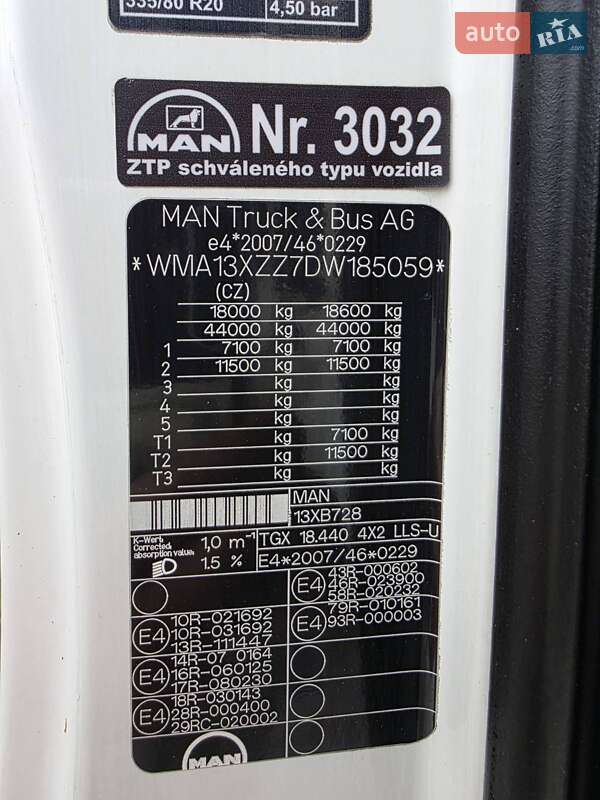 335/80 R20 4,50 bar
auto RIA .com
MAN Nr. 3032
ZTP schváleného typu vozidla
MAN Truck & Bus AG
e4*2007/46*0229
*WMA13XZZ7DW185059*
(CZ)
18000 kg 18600 kg
44000 kg 44000 kg
1 7100 kg 7100 kg
2 11500 kg 11500 kg
3 kg kg
4 kg kg
5 kg kg
T1 kg 7100 kg
T2 kg 11500 kg
T3 kg kg
MAN
13XB728
K-Wert, Corrected absorption value: 1,0 m⁻¹ TGX 18.440 4X2 LLS-U
1.5 % E4*2007/46*0229
E4 43R-000602
46R-023900
58R-020232
E4 79R-010161
93R-000003
E4 10R-021692
10R-031692
13R-111447
E4 14R-07 0164
16R-060125
17R-080230
E4 18R-030143
28R-000400
29RC-020002
MAN